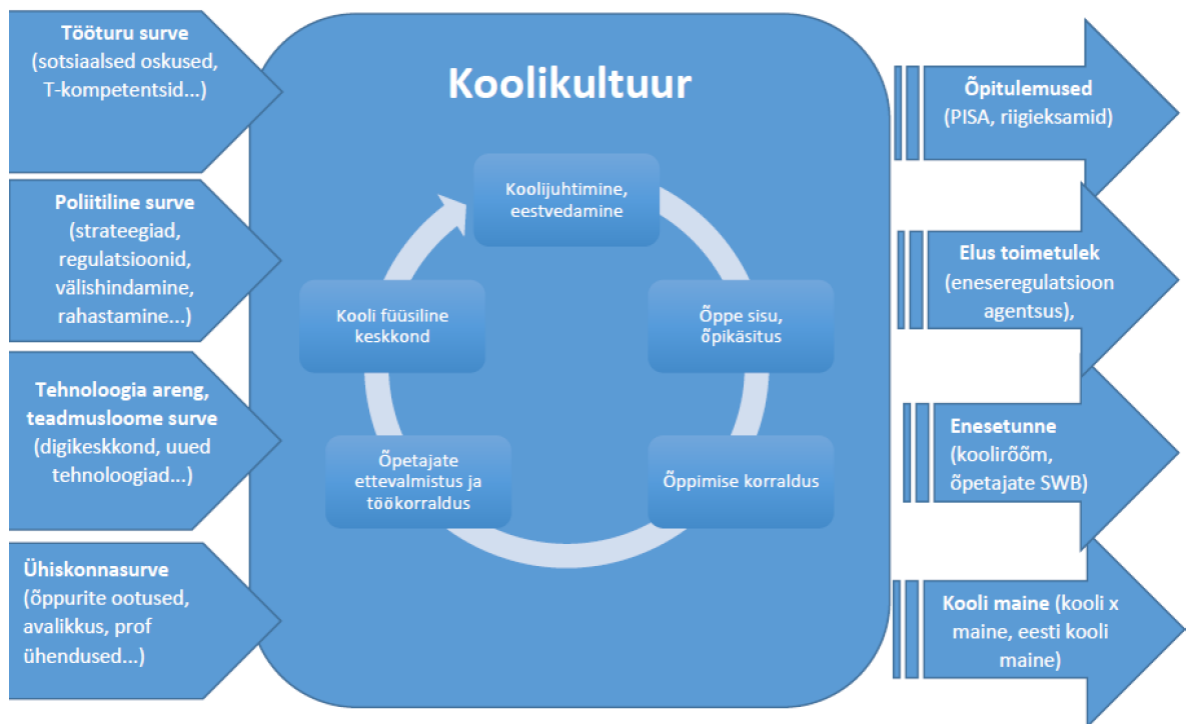 Tööturu surve
(sotsiaalsed oskused,
T-kompetentsid...)
Poliitiline surve
(strateegiad,
regulatsioonid,
välishindamine,
rahastamine...)
Tehnoloogia areng,
teadmusloome surve
(digikeskkond, uued
tehnoloogiad...)
Ühiskonnasurve
(õppurite ootused,
avalikkus, prof
ühendused...)
Koolikultuur
Koolijuhtimine,
eestvedamine
Õppe sisu,
õpikäsitus
Õppimise korraldus
Õpetajate
ettevalmistus ja
töökorraldus
Kooli füüsiline
keskkond
Õpitulemused
(PISA, riigieksamid)
Elus toimetulek
(eneseregulatsioon
agentsus),
Enesetunne
(koolirõõm,
õpetajate SWB)
Kooli maine (kooli x
maine, eesti kooli
maine)